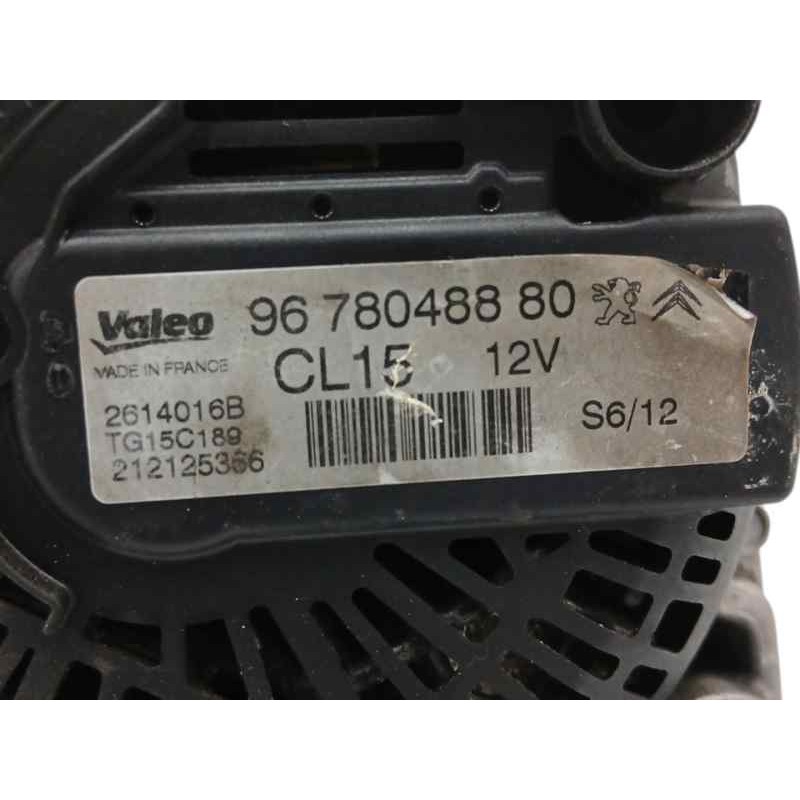 Valeo 96 780488 80
MADE IN FRANCE CL15 12V
2614016B
TG15C189
212125366
S6/12